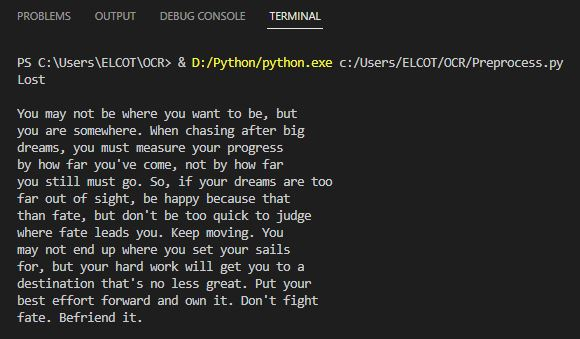 PROBLEMS OUTPUT DEBUG CONSOLE TERMINAL
PS C:\Users\ELCOT\OCR> & D:/Python/python.exe c:/Users/ELCOT/OCR/Preprocess.py
Lost
You may not be where you want to be, but
you are somewhere. When chasing after big
dreams, you must measure your progress
by how far you've come, not by how far
you still must go. So, if your dreams are too
far out of sight, be happy because that
than fate, but don't be too quick to judge
where fate leads you. Keep moving. You
may not end up where you set your sails
for, but your hard work will get you to a
destination that's no less great. Put your
best effort forward and own it. Don't fight
fate. Befriend it.